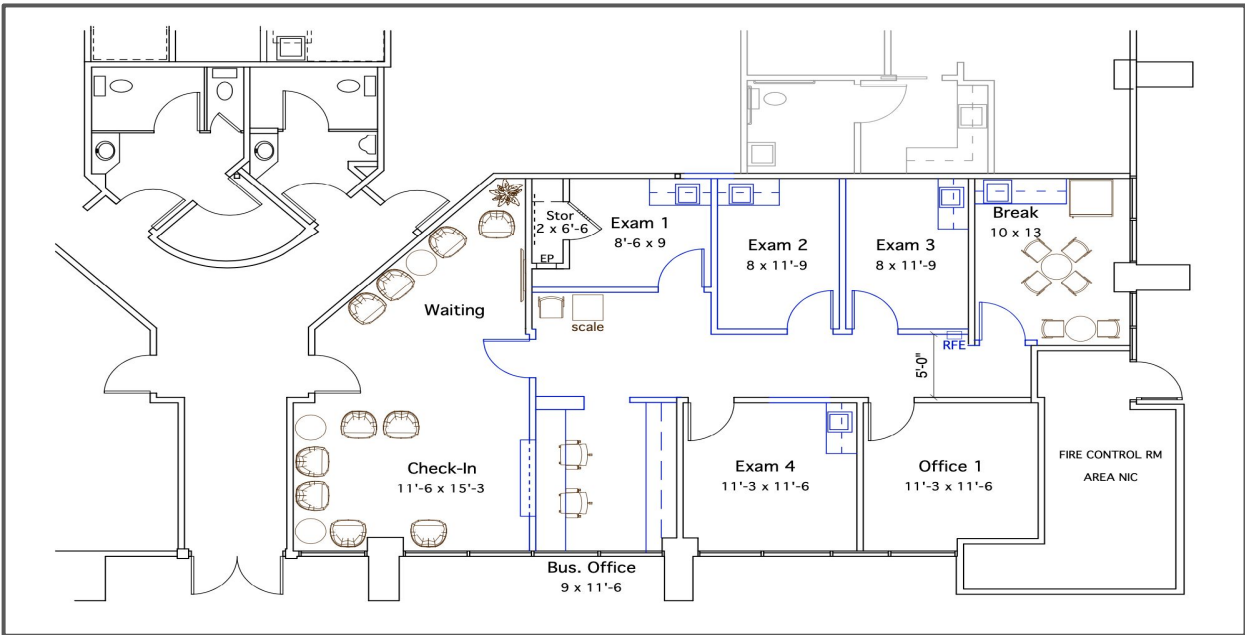 Stor
2 x 6'-6
EP
Exam 1
8'-6 x 9
Exam 2
8 x 11'-9
Exam 3
8 x 11'-9
Break
10 x 13
Waiting
scale
RFE
5'-0"
Check-In
11'-6 x 15'-3
Exam 4
11'-3 x 11'-6
Office 1
11'-3 x 11'-6
FIRE CONTROL RM
AREA NIC
Bus. Office
9 x 11'-6